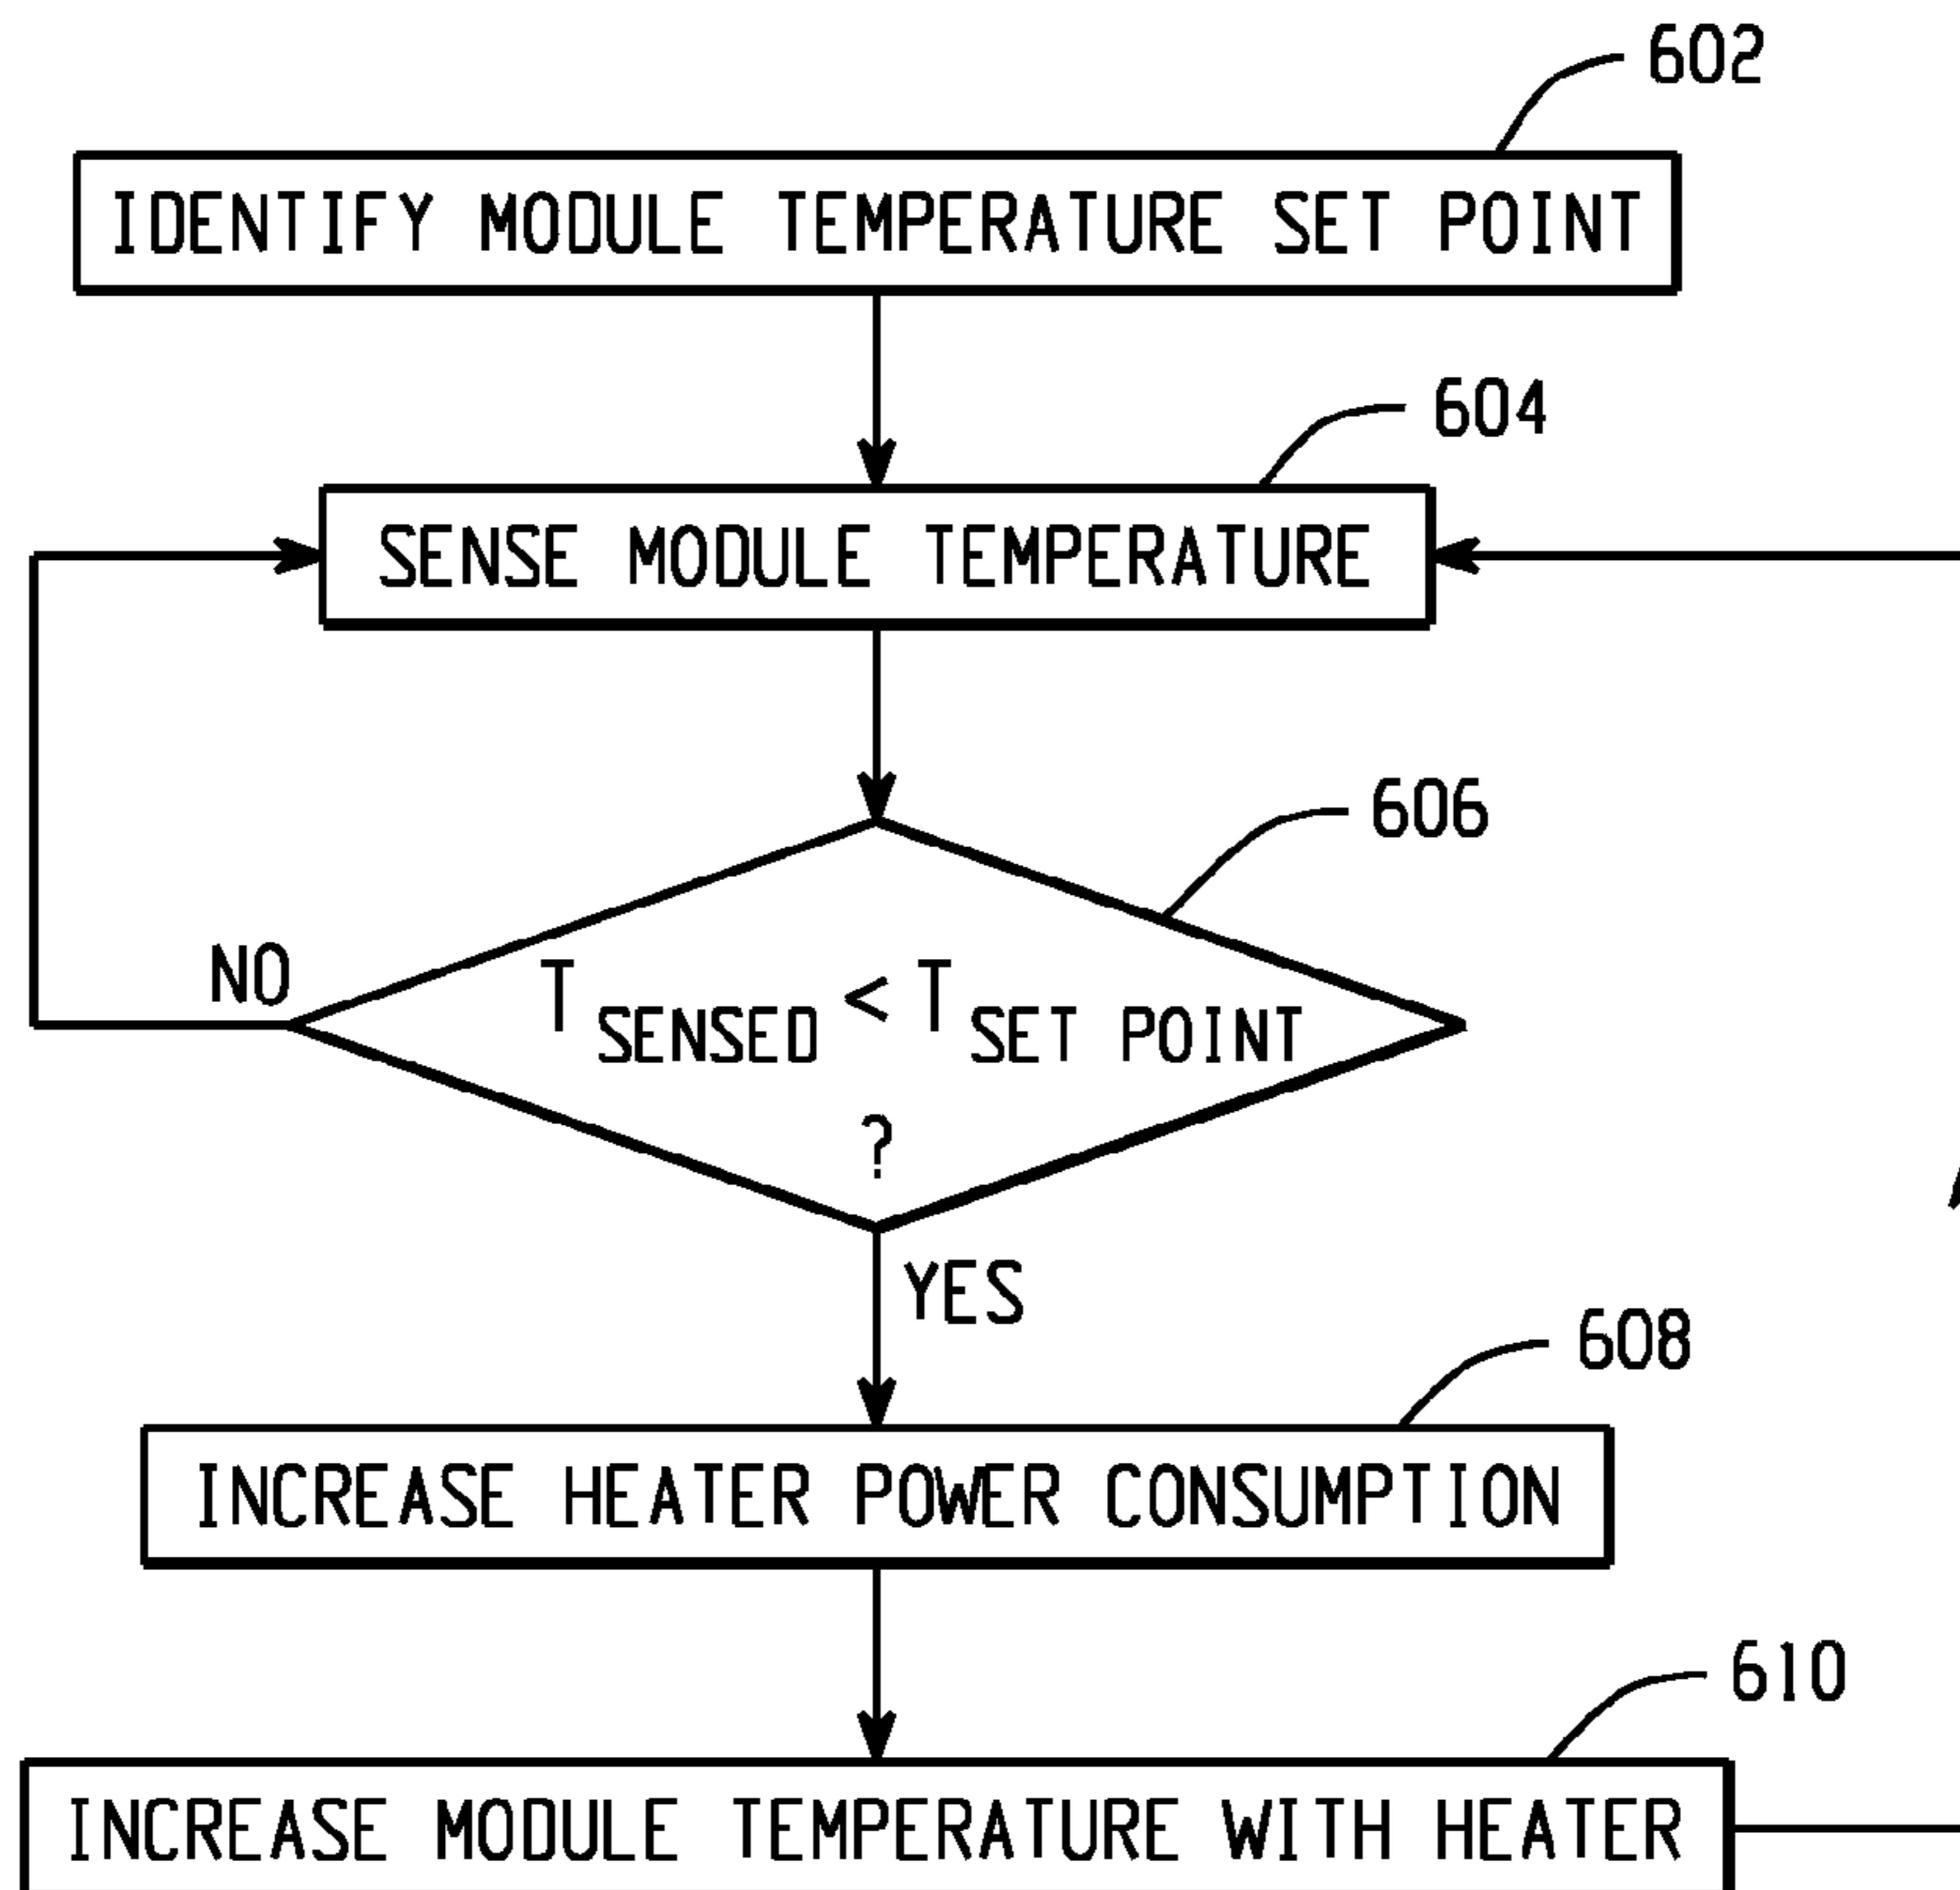 602
IDENTIFY MODULE TEMPERATURE SET POINT
604
SENSE MODULE TEMPERATURE
606
NO
T SENSED < T SET POINT
?
YES
608
INCREASE HEATER POWER CONSUMPTION
610
INCREASE MODULE TEMPERATURE WITH HEATER